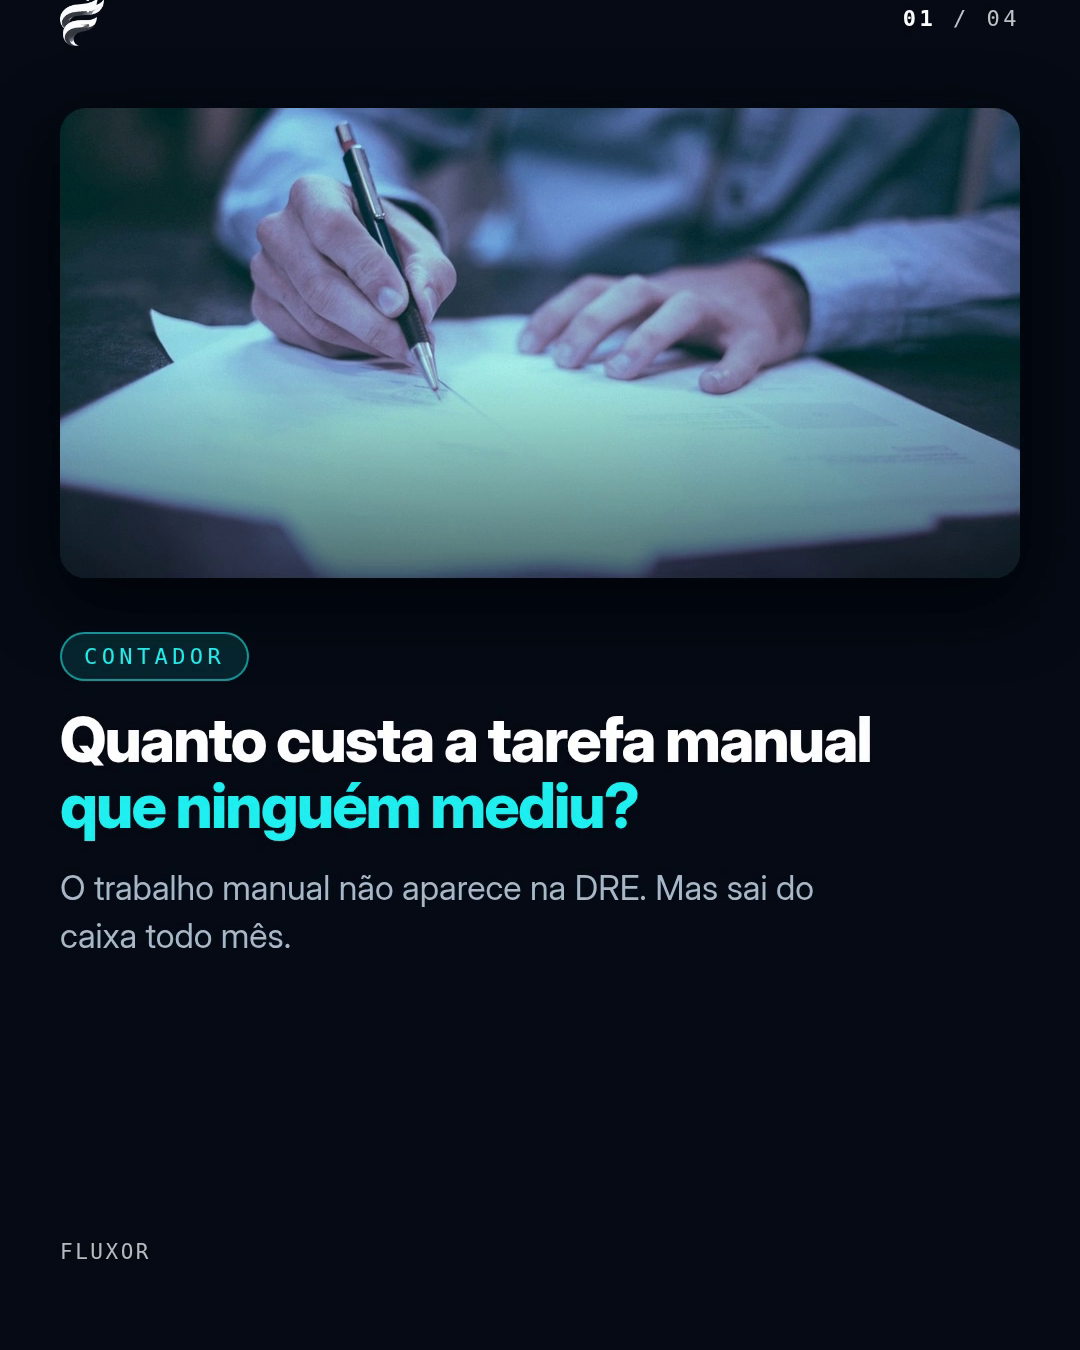 01 / 04
CONTADOR
Quanto custa a tarefa manual
que ninguém mediu?
O trabalho manual não aparece na DRE. Mas sai do
caixa todo mês.
FLUXOR